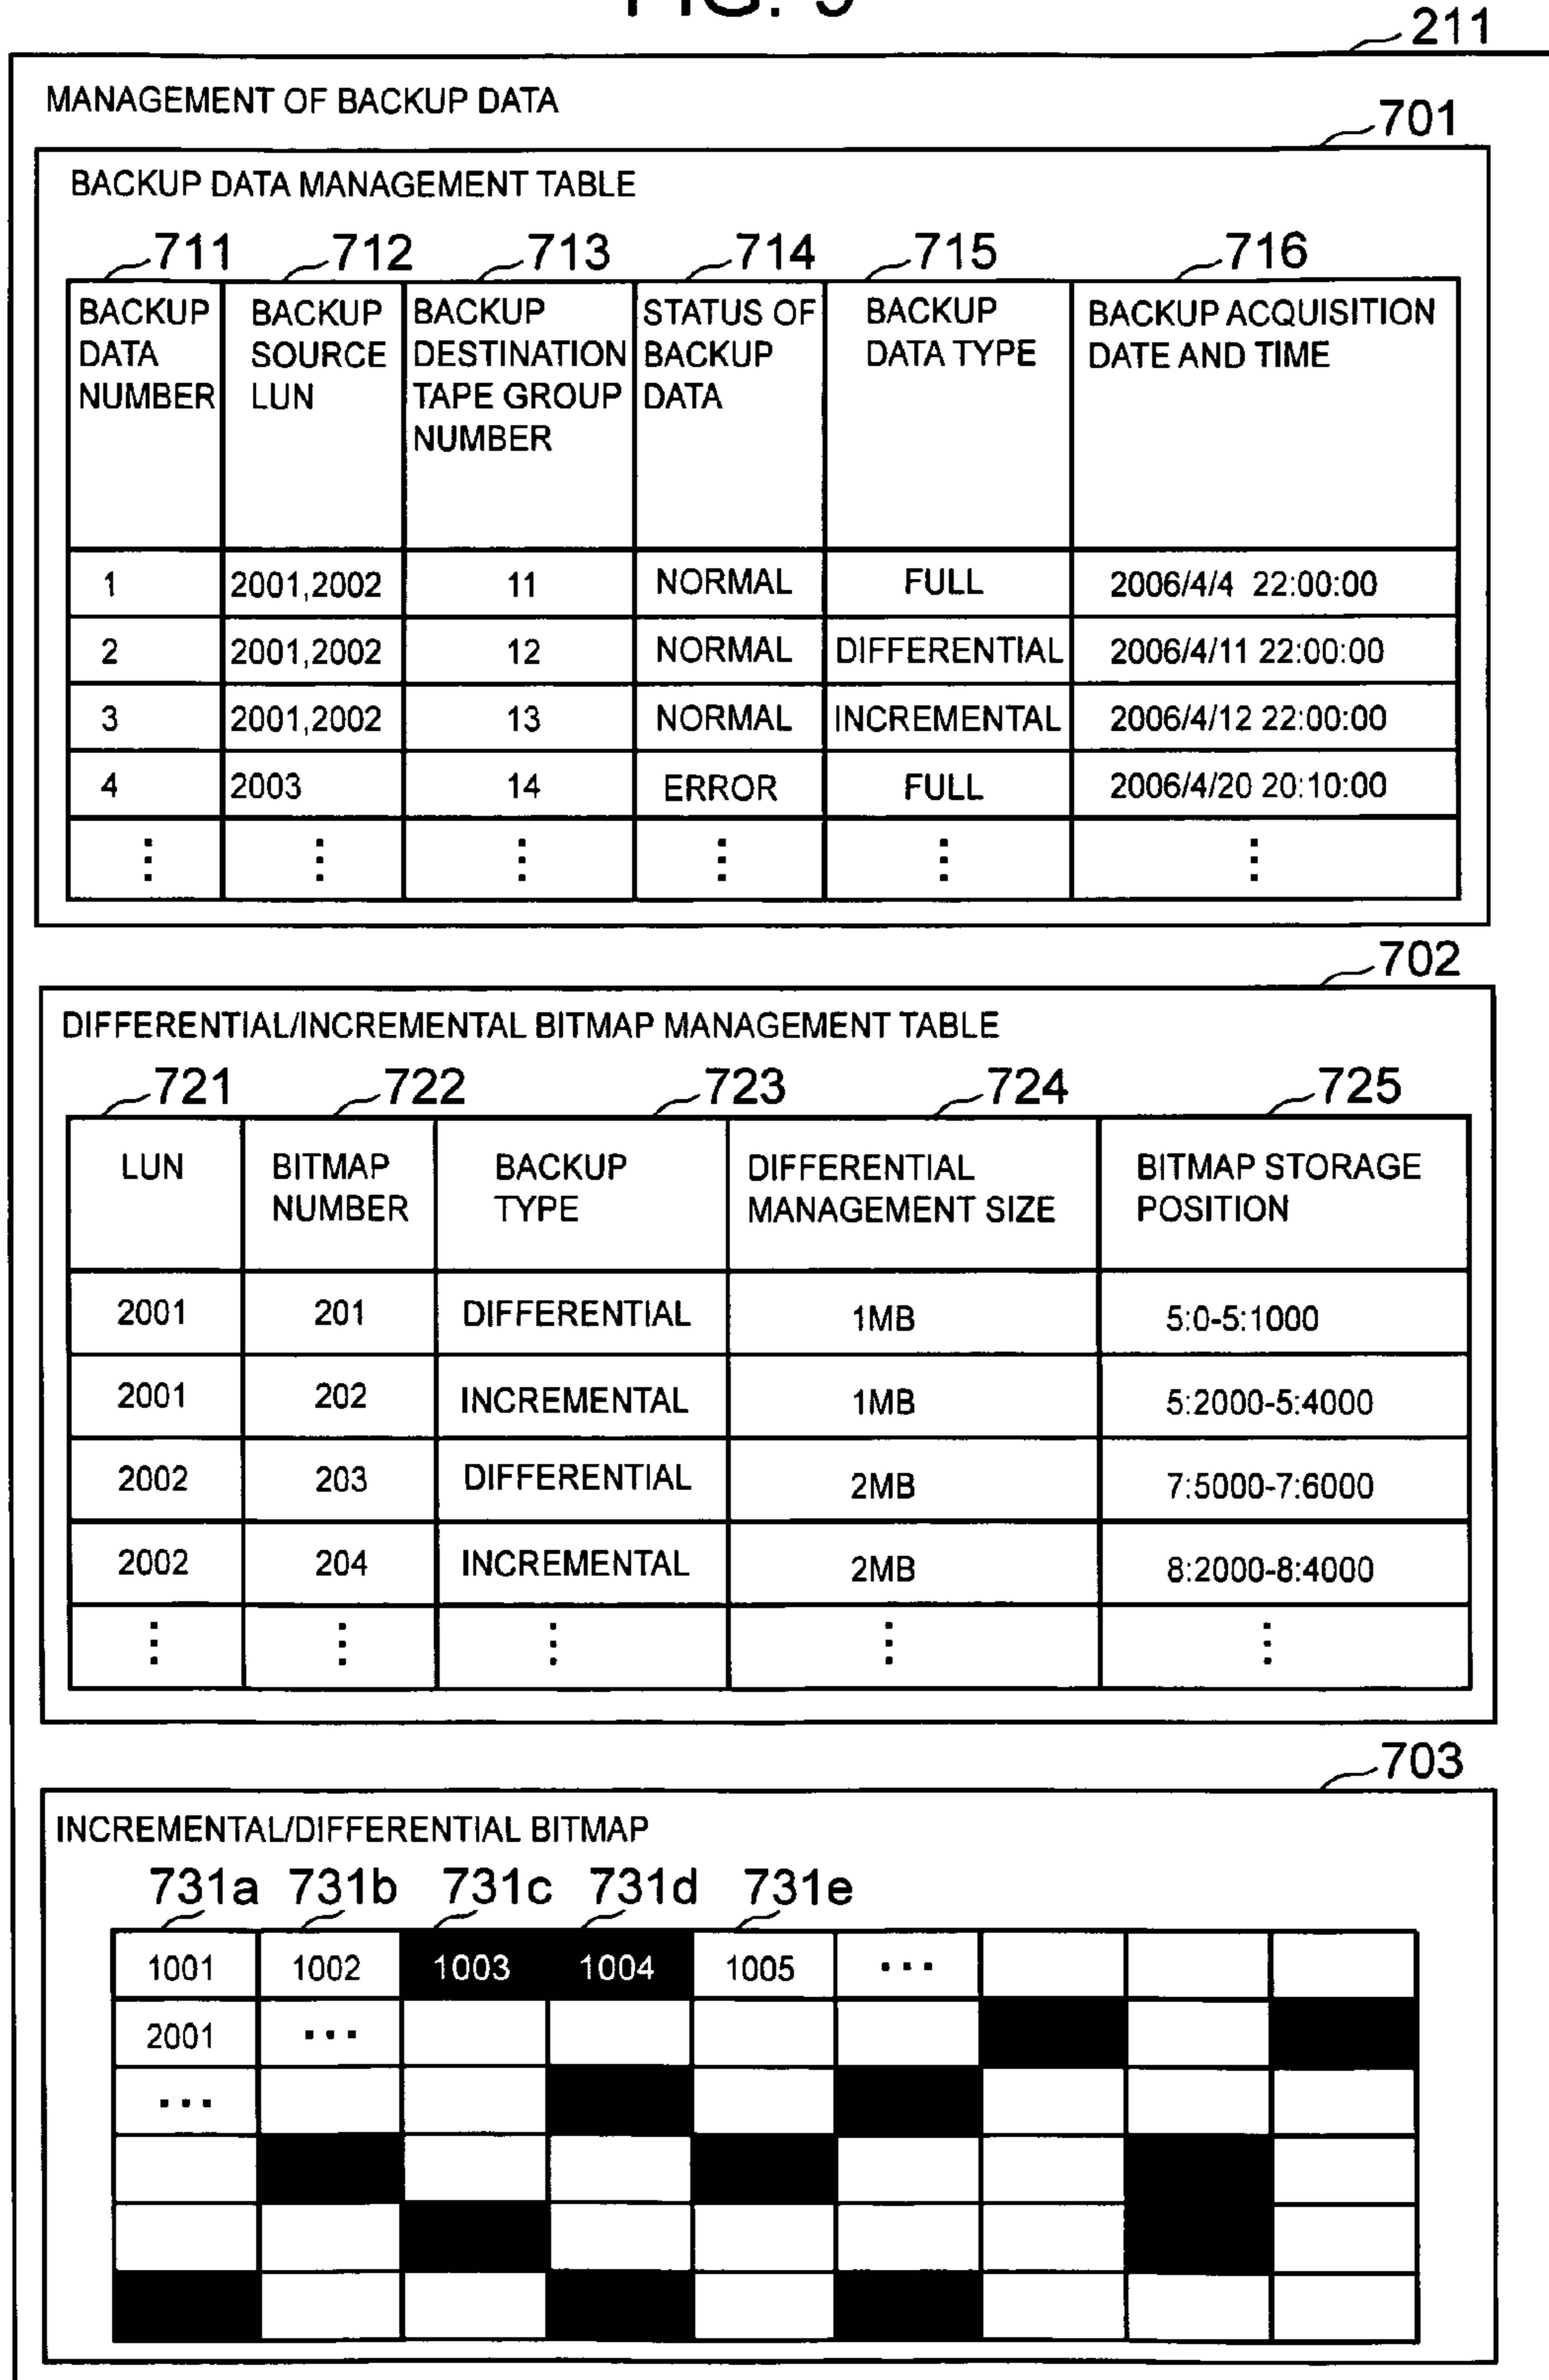 211
MANAGEMENT OF BACKUP DATA
701
BACKUP DATA MANAGEMENT TABLE
711 712 713 714 715 716
BACKUP DATA NUMBER BACKUP SOURCE LUN BACKUP DESTINATION TAPE GROUP NUMBER STATUS OF BACKUP DATA BACKUP DATA TYPE BACKUP ACQUISITION DATE AND TIME
1 2001,2002 11 NORMAL FULL 2006/4/4 22:00:00
2 2001,2002 12 NORMAL DIFFERENTIAL 2006/4/11 22:00:00
3 2001,2002 13 NORMAL INCREMENTAL 2006/4/12 22:00:00
4 2003 14 ERROR FULL 2006/4/20 20:10:00
⋮ ⋮ ⋮ ⋮ ⋮ ⋮
702
DIFFERENTIAL/INCREMENTAL BITMAP MANAGEMENT TABLE
721 722 723 724 725
LUN BITMAP NUMBER BACKUP TYPE DIFFERENTIAL MANAGEMENT SIZE BITMAP STORAGE POSITION
2001 201 DIFFERENTIAL 1MB 5:0-5:1000
2001 202 INCREMENTAL 1MB 5:2000-5:4000
2002 203 DIFFERENTIAL 2MB 7:5000-7:6000
2002 204 INCREMENTAL 2MB 8:2000-8:4000
⋮ ⋮ ⋮ ⋮ ⋮
703
INCREMENTAL/DIFFERENTIAL BITMAP
731a 731b 731c 731d 731e
1001 1002 1003 1004 1005 ...
2001 ...
...